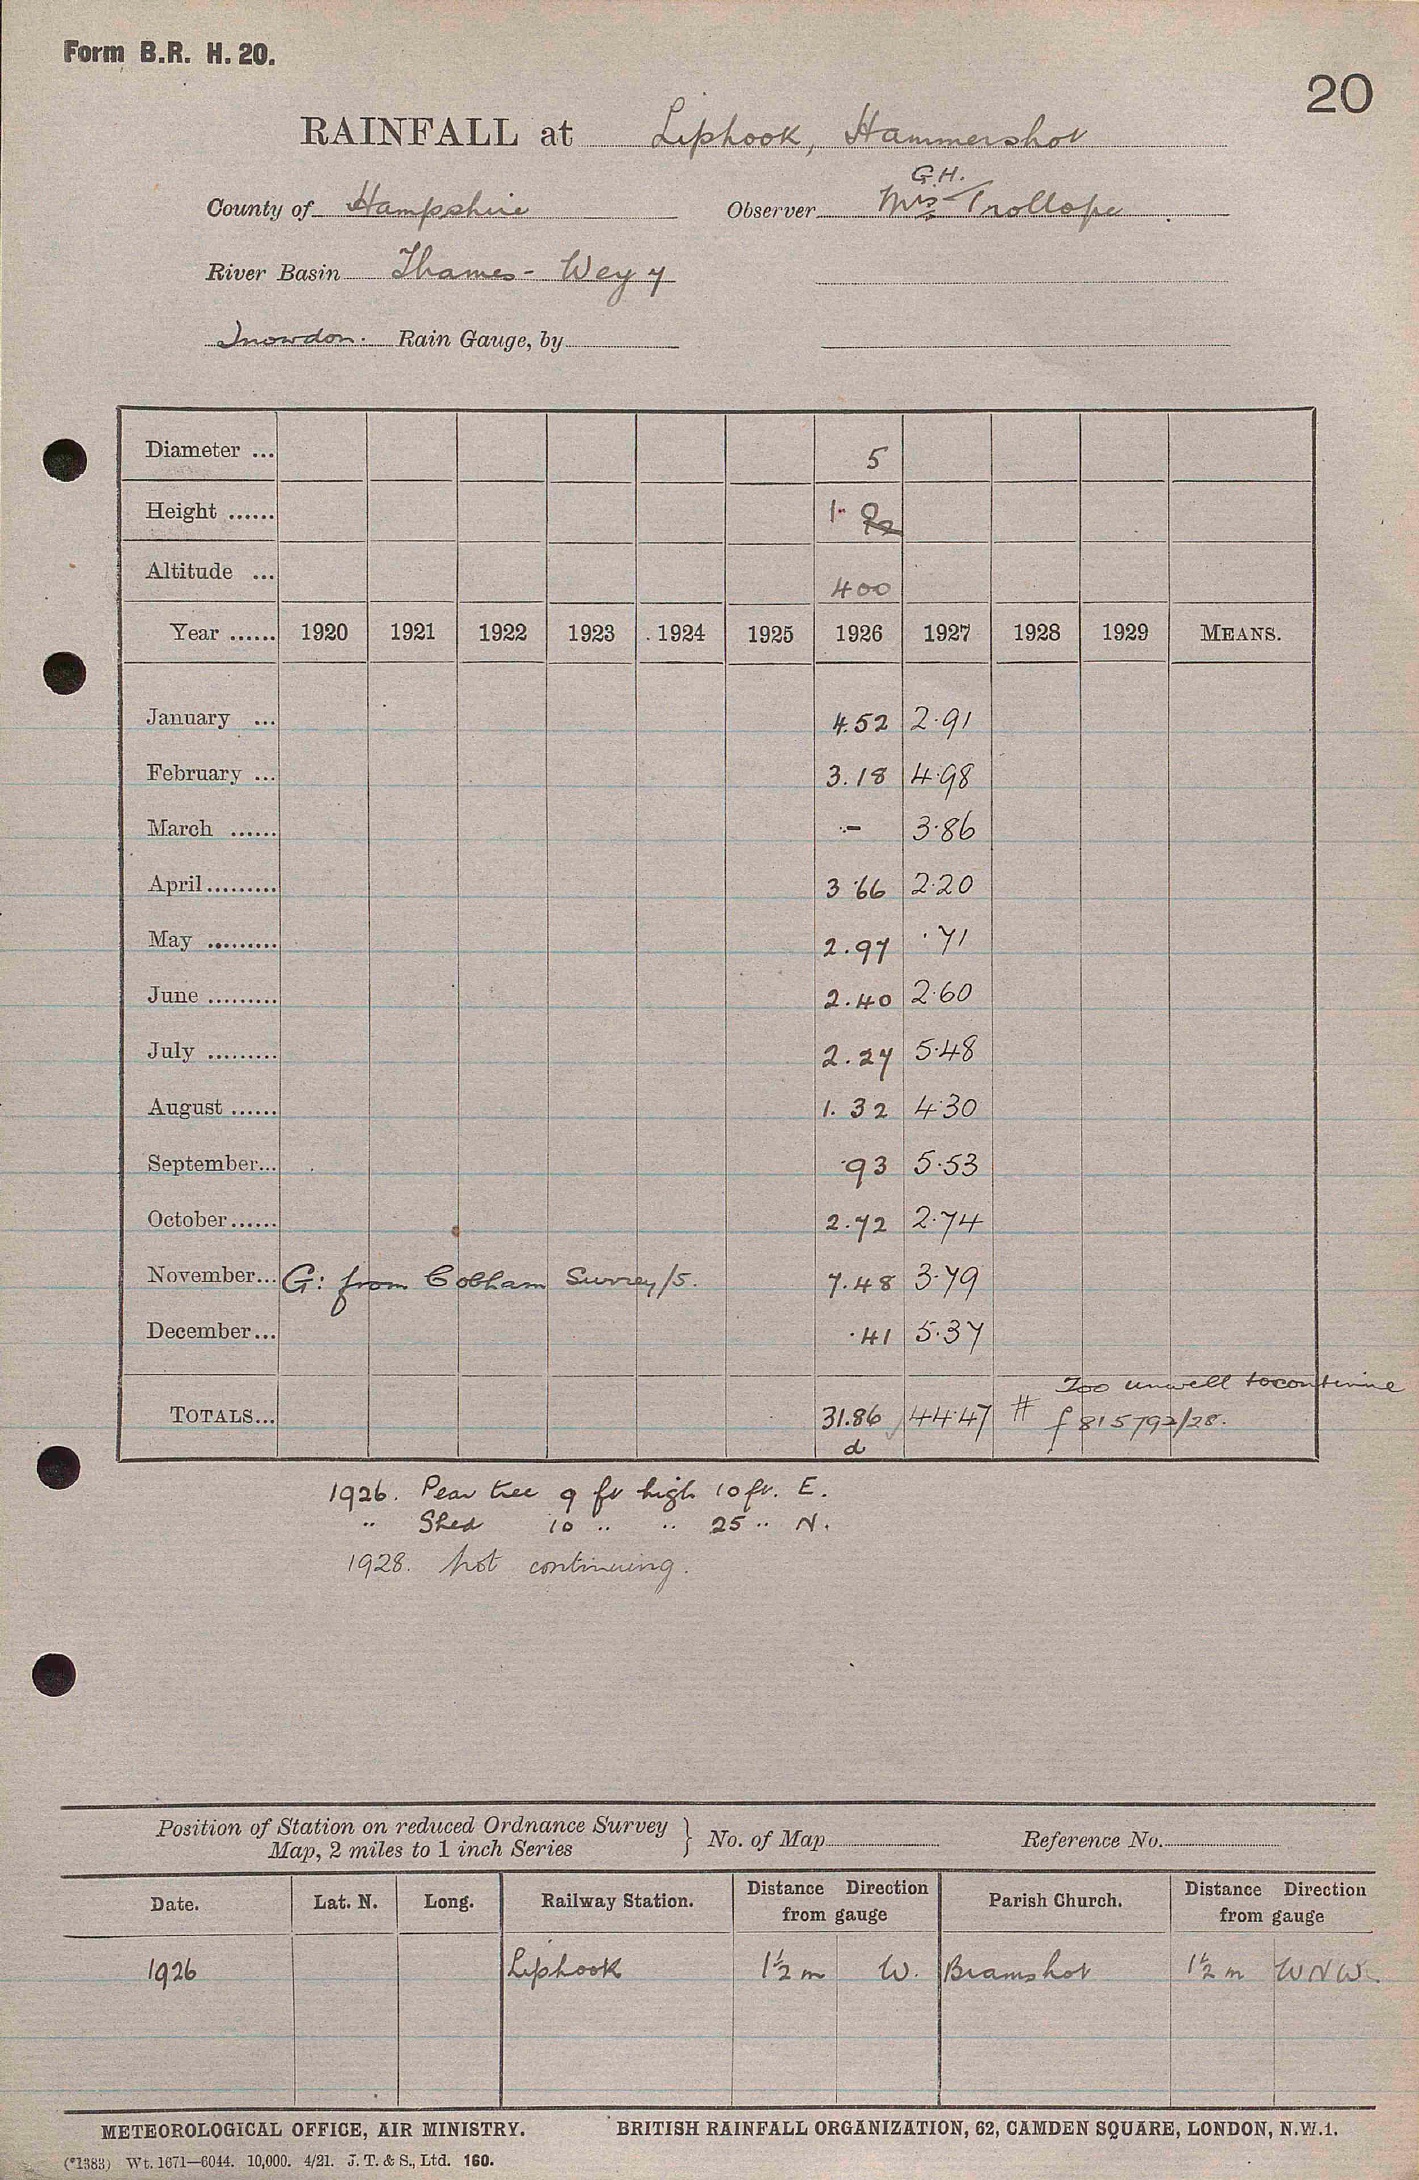 Form B.R. H. 20.
20
RAINFALL at Liphook, Hammershot
G.H.
County of Hampshire Observer Miss Trollope
River Basin Thames - Wey 7
Snowdon. Rain Gauge, by
Diameter ... 5
Height ...... 1·
Altitude ... 400
Year ...... 1920 1921 1922 1923 1924 1925 1926 1927 1928 1929 MEANS.
January ... 4.52 2·91
February ... 3.18 4·98
March ...... ·– 3·86
April ......... 3·66 2·20
May ......... 2.97 ·71
June ......... 2.40 2·60
July ......... 2.27 5·48
August ...... 1.32 4·30
September... ·93 5·53
October ...... 2.72 2·74
November... G: from Cobham Surrey/5. 7.48 3·79
December... ·41 5·37
Too unwell to continue
TOTALS... 31.86 44·47 # f 815792/28.
d
1926. Pear tree 9 ft high 10 ft. E.
" Shed 10 " " 25 " N.
1928. Not continuing.
Position of Station on reduced Ordnance Survey Map, 2 miles to 1 inch Series } No. of Map Reference No.
Date. Lat. N. Long. Railway Station. Distance Direction from gauge Parish Church. Distance Direction from gauge
1926 Liphook 1½ m W. Bramshot 1½ m WNW.
METEOROLOGICAL OFFICE, AIR MINISTRY. BRITISH RAINFALL ORGANIZATION, 62, CAMDEN SQUARE, LONDON, N.W.1.
(*1383) Wt. 1671—6044. 10,000. 4/21. J. T. & S., Ltd. 160.